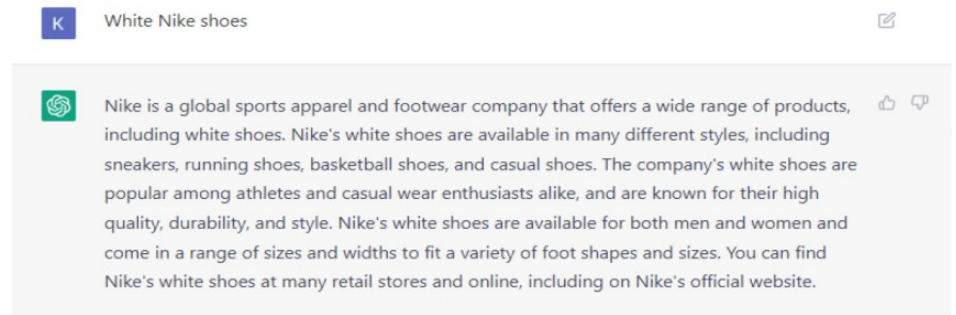 K
White Nike shoes
Nike is a global sports apparel and footwear company that offers a wide range of products,
including white shoes. Nike's white shoes are available in many different styles, including
sneakers, running shoes, basketball shoes, and casual shoes. The company's white shoes are
popular among athletes and casual wear enthusiasts alike, and are known for their high
quality, durability, and style. Nike's white shoes are available for both men and women and
come in a range of sizes and widths to fit a variety of foot shapes and sizes. You can find
Nike's white shoes at many retail stores and online, including on Nike's official website.